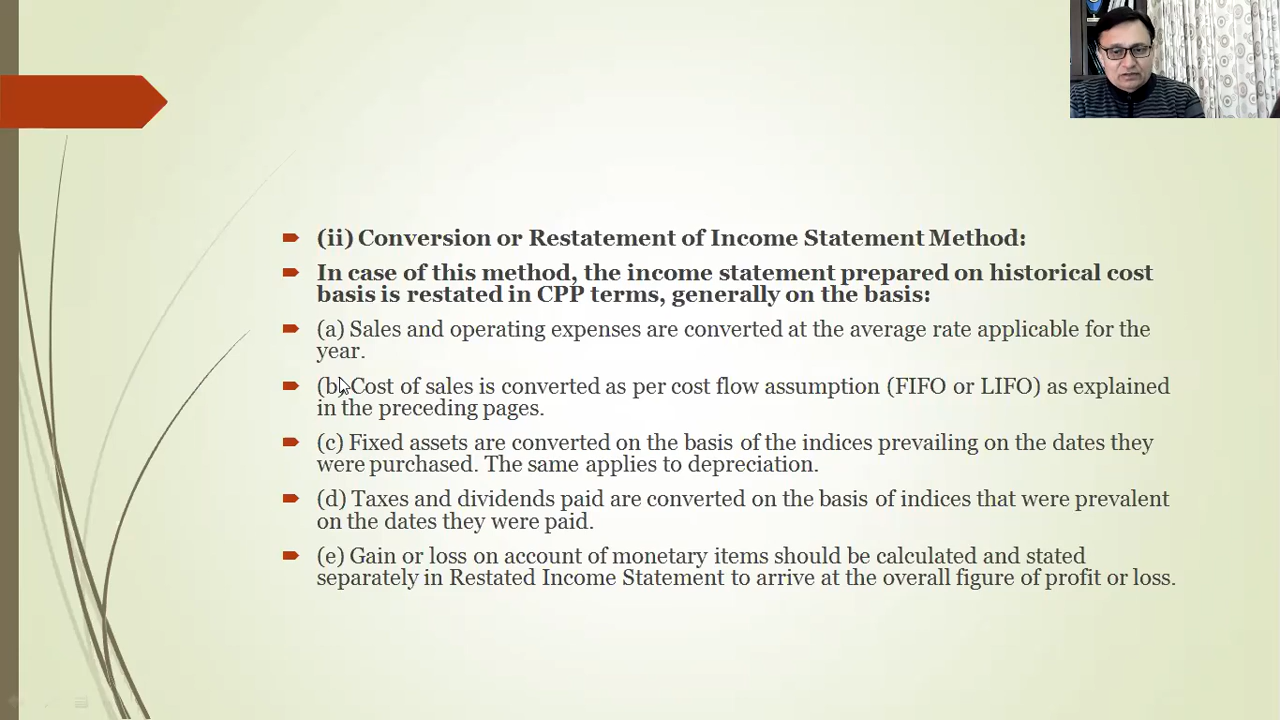 (ii) Conversion or Restatement of Income Statement Method:
In case of this method, the income statement prepared on historical cost
basis is restated in CPP terms, generally on the basis:
(a) Sales and operating expenses are converted at the average rate applicable for the
year.
(b) Cost of sales is converted as per cost flow assumption (FIFO or LIFO) as explained
in the preceding pages.
(c) Fixed assets are converted on the basis of the indices prevailing on the dates they
were purchased. The same applies to depreciation.
(d) Taxes and dividends paid are converted on the basis of indices that were prevalent
on the dates they were paid.
(e) Gain or loss on account of monetary items should be calculated and stated
separately in Restated Income Statement to arrive at the overall figure of profit or loss.